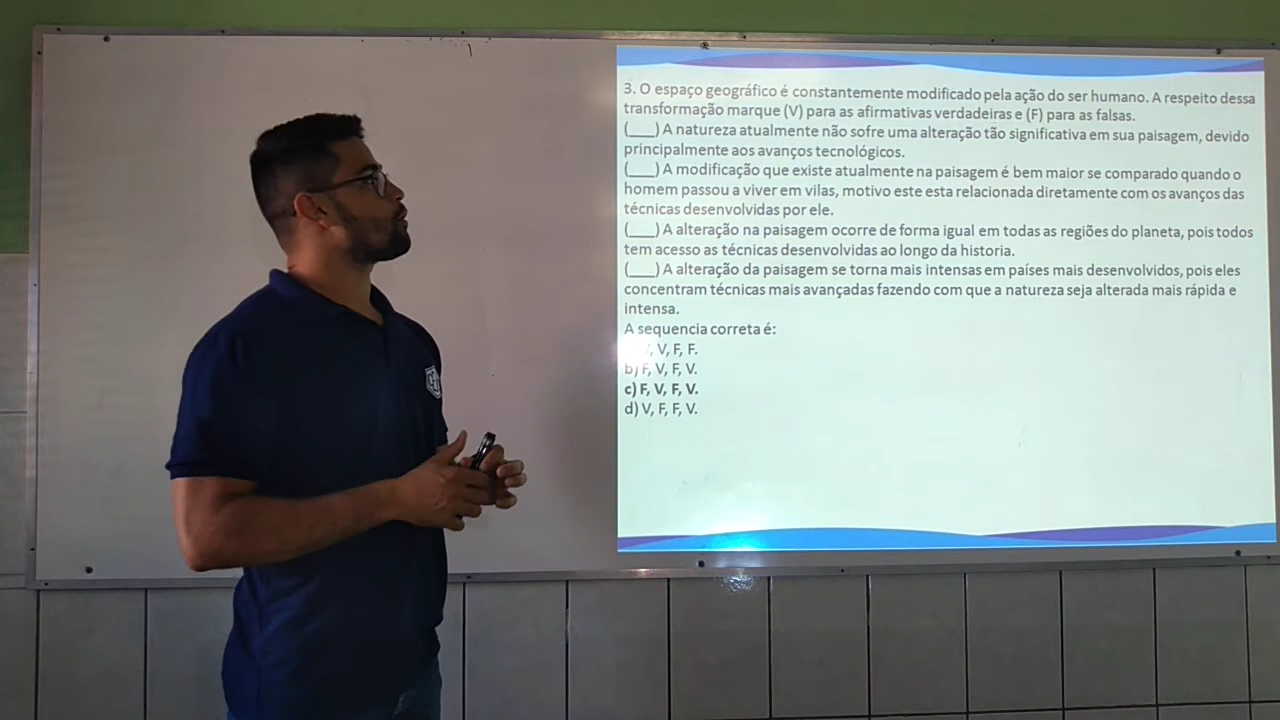 3. O espaço geográfico é constantemente modificado pela ação do ser humano. A respeito dessa
transformação marque (V) para as afirmativas verdadeiras e (F) para as falsas.
(___) A natureza atualmente não sofre uma alteração tão significativa em sua paisagem, devido
principalmente aos avanços tecnológicos.
(___) A modificação que existe atualmente na paisagem é bem maior se comparado quando o
homem passou a viver em vilas, motivo este esta relacionada diretamente com os avanços das
técnicas desenvolvidas por ele.
(___) A alteração na paisagem ocorre de forma igual em todas as regiões do planeta, pois todos
tem acesso as técnicas desenvolvidas ao longo da historia.
(___) A alteração da paisagem se torna mais intensas em países mais desenvolvidos, pois eles
concentram técnicas mais avançadas fazendo com que a natureza seja alterada mais rápida e
intensa.
A sequencia correta é:
V, F, F.
b) F, V, F, V.
c) F, V, F, V.
d) V, F, F, V.